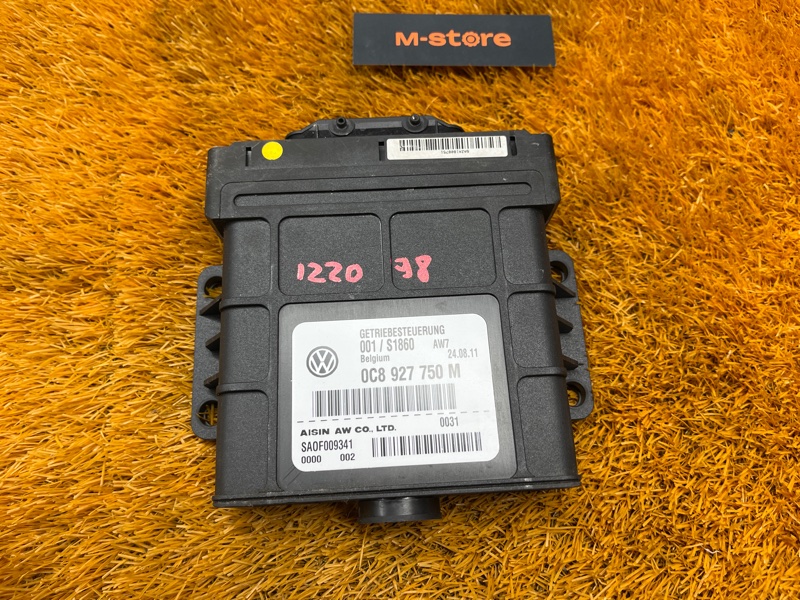 M-store
1220 78
GETRIEBESTEUERUNG
001 / S1860 AW7
Belgium 24.08.11
0C8 927 750 M
0031
AISIN AW CO., LTD.
SAOF009341
0000 002